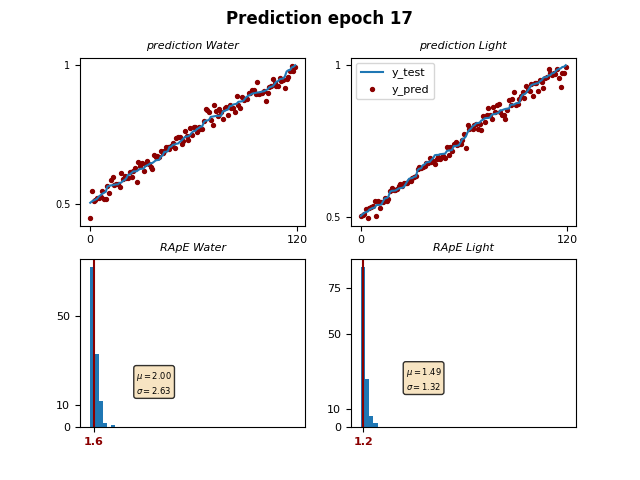 Prediction epoch 17
prediction Water
prediction Light
1
0.5
0
120
1
0.5
0
120
y_test
y_pred
RApE Water
RApE Light
50
10
0
1.6
μ = 2.00
σ = 2.63
75
50
10
0
1.2
μ = 1.49
σ = 1.32